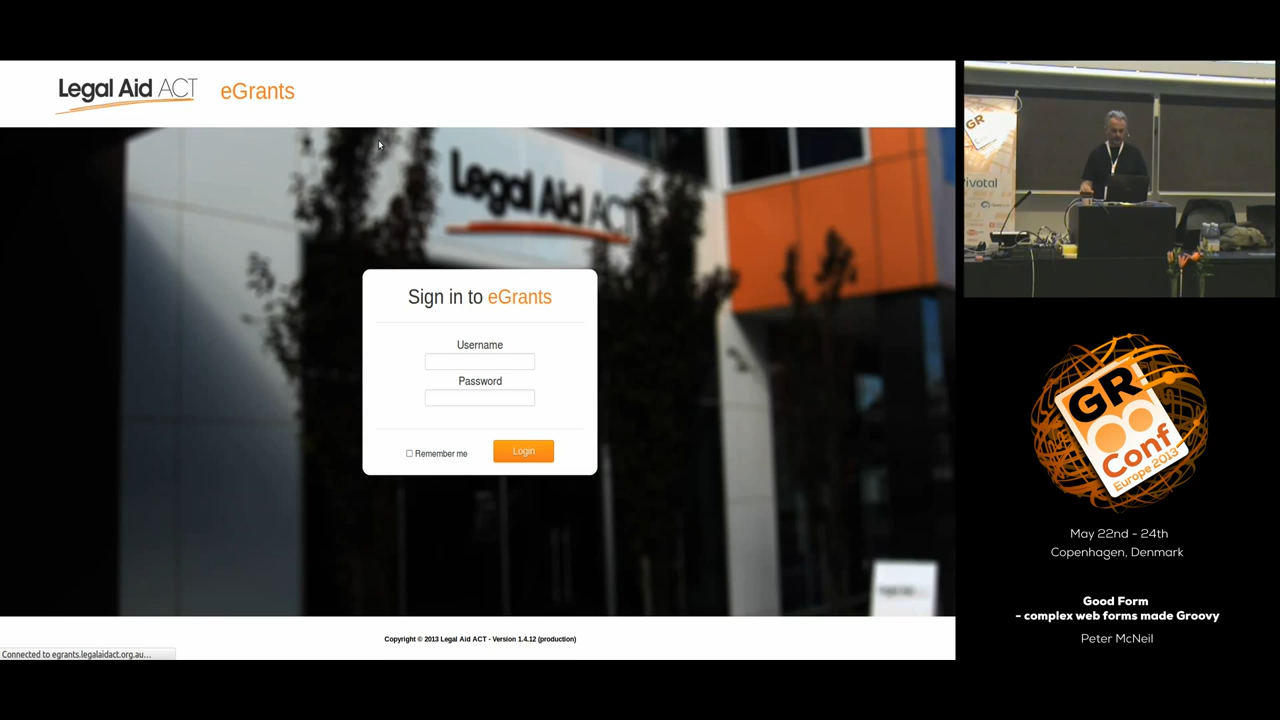 Legal Aid ACT eGrants
Legal Aid ACT
Sign in to eGrants
Username
Password
Remember me
Login
Copyright © 2013 Legal Aid ACT - Version 1.4.12 (production)
Connected to egrants.legalaidact.org.au...
GR
pivotal
GR
Conf
Europe 2013
May 22nd - 24th
Copenhagen, Denmark
Good Form
- complex web forms made Groovy
Peter McNeil